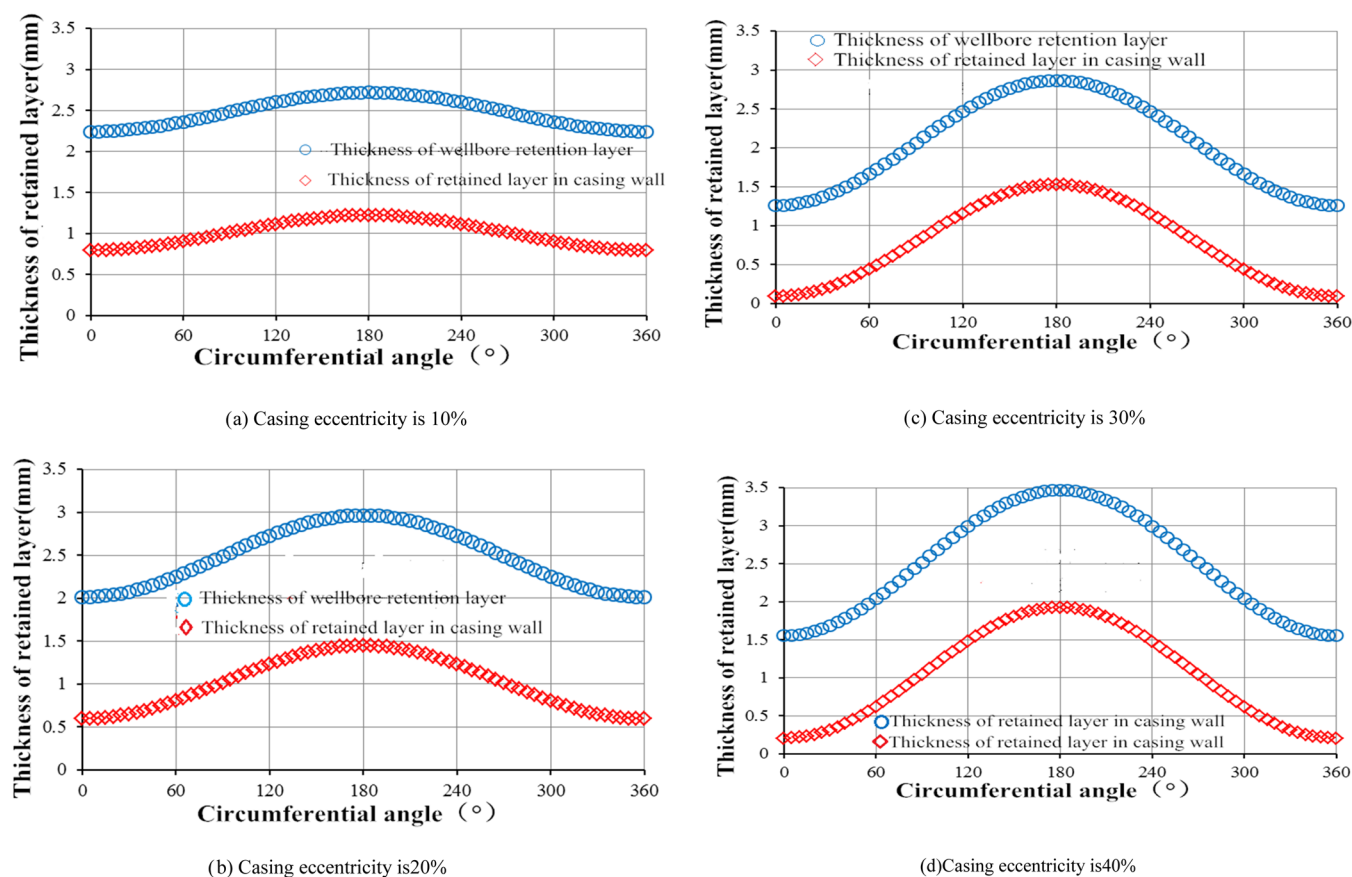 Thickness of retained layer(mm)
3.5
3
2.5
2
1.5
1
0.5
0
Thickness of wellbore retention layer
Thickness of retained layer in casing wall
0 60 120 180 240 300 360
Circumferential angle （°）
(a) Casing eccentricity is 10%
Thickness of retained layer(mm)
3.5
3
2.5
2
1.5
1
0.5
0
Thickness of wellbore retention layer
Thickness of retained layer in casing wall
0 60 120 180 240 300 360
Circumferential angle （°）
(c) Casing eccentricity is 30%
Thickness of retained layer(mm)
3.5
3
2.5
2
1.5
1
0.5
0
Thickness of wellbore retention layer
Thickness of retained layer in casing wall
0 60 120 180 240 300 360
Circumferential angle （°）
(b) Casing eccentricity is20%
Thickness of retained layer(mm)
3.5
3
2.5
2
1.5
1
0.5
0
Thickness of retained layer in casing wall
Thickness of retained layer in casing wall
0 60 120 180 240 300 360
Circumferential angle （°）
(d)Casing eccentricity is40%